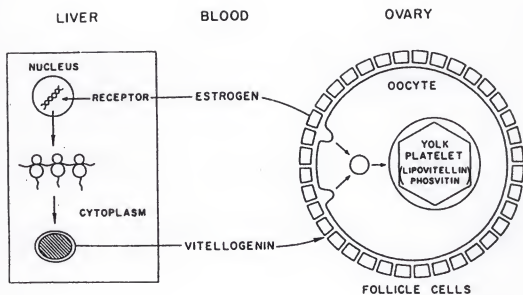 LIVER BLOOD OVARY
NUCLEUS
RECEPTOR ESTROGEN
CYTOPLASM
VITELLOGENIN
OOCYTE
YOLK
PLATELET
(LIPOVITELLIN
PHOSVITIN)
FOLLICLE CELLS